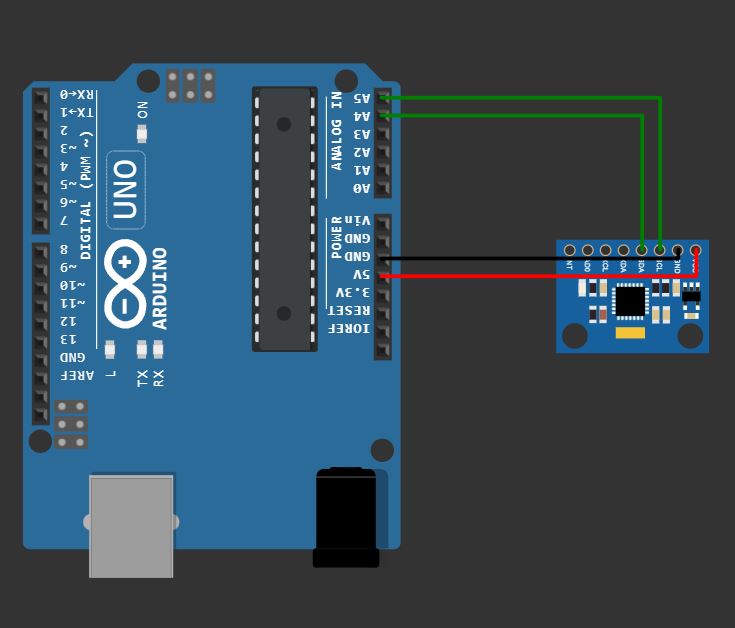 RX←0
TX→1
2
~3
4
~5
~6
7
DIGITAL (PWM ~)
8
~9
~10
~11
12
13
GND
AREF
ON
UNO
ARDUINO
L
TX
RX
ANALOG IN
A5
A4
A3
A2
A1
A0
POWER
Vin
GND
GND
5V
3.3V
RESET
IOREF
INT
AD0
XCL
XDA
SDA
SCL
GND